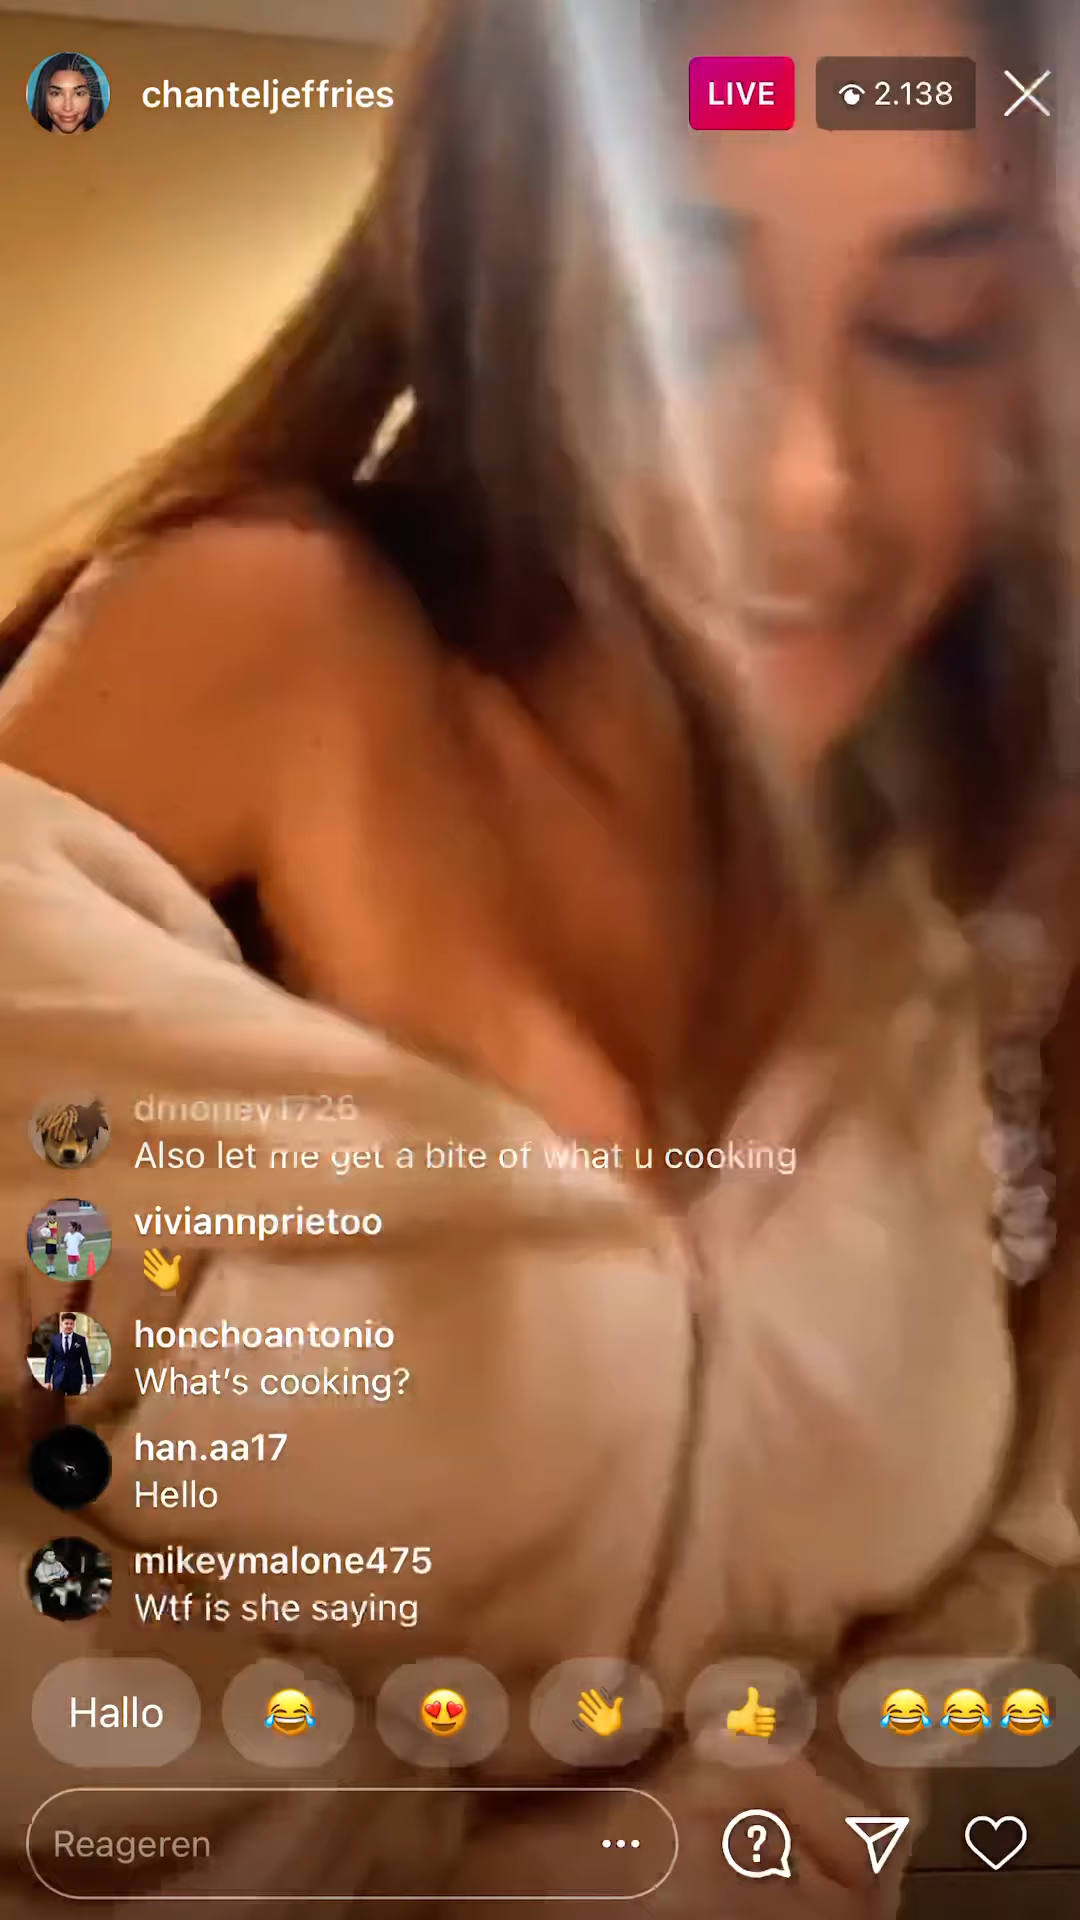 chanteljeffries
LIVE
2.138
dmoney1726
Also let me get a bite of what u cooking
viviannprietoo
👋
honchoantonio
What's cooking?
han.aa17
Hello
mikeymalone475
Wtf is she saying
Hallo 😂 😍 👋 👍 😂😂😂
Reageren